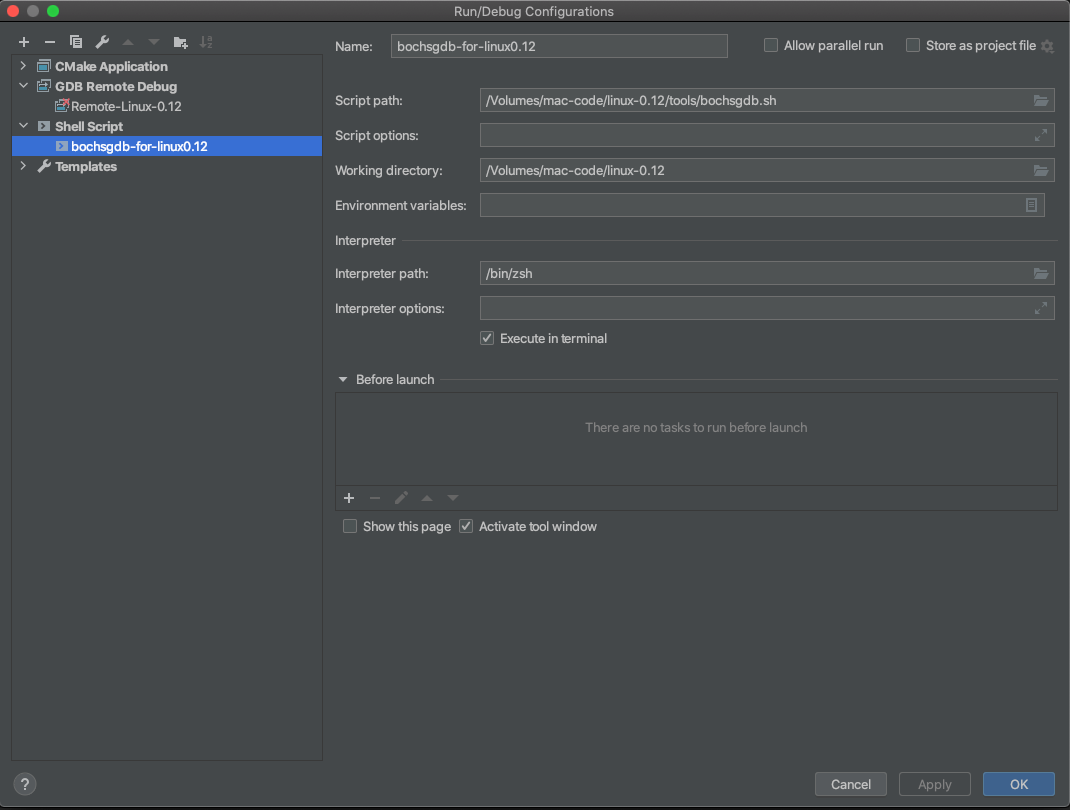 Run/Debug Configurations
Name: bochsgdb-for-linux0.12 Allow parallel run Store as project file
CMake Application
GDB Remote Debug
Remote-Linux-0.12
Shell Script
bochsgdb-for-linux0.12
Templates
Script path: /Volumes/mac-code/linux-0.12/tools/bochsgdb.sh
Script options:
Working directory: /Volumes/mac-code/linux-0.12
Environment variables:
Interpreter
Interpreter path: /bin/zsh
Interpreter options:
Execute in terminal
Before launch
There are no tasks to run before launch
Show this page Activate tool window
? Cancel Apply OK